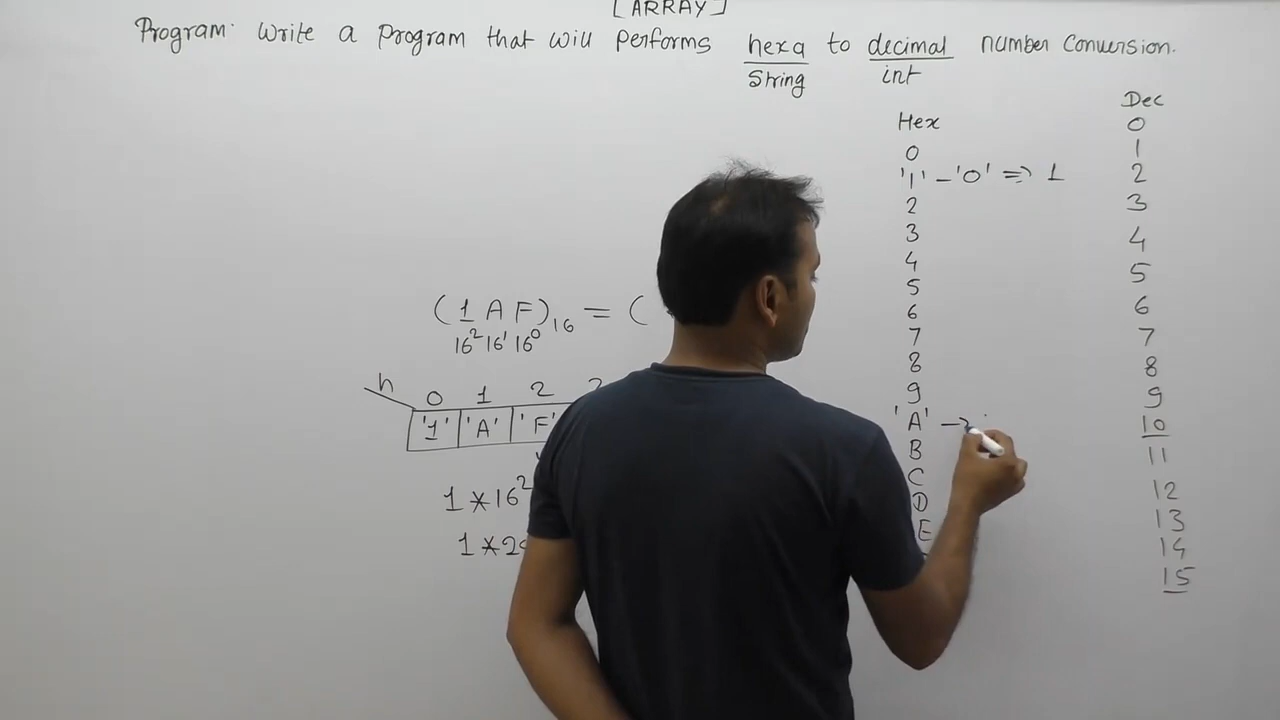 [ARRAY]
Program: Write a program that will performs hexa to decimal number conversion.
String int
Hex Dec
0 0
'1' - '0' => 1 1
2 2
3 3
4 4
5 5
6 6
7 7
8 8
9 9
'A' → 10
B 11
C 12
D 13
E 14
15
(1 A F)16 = (
16² 16¹ 16⁰
h 0 1 2
'1' 'A' 'F'
1 * 16²
1 * 2